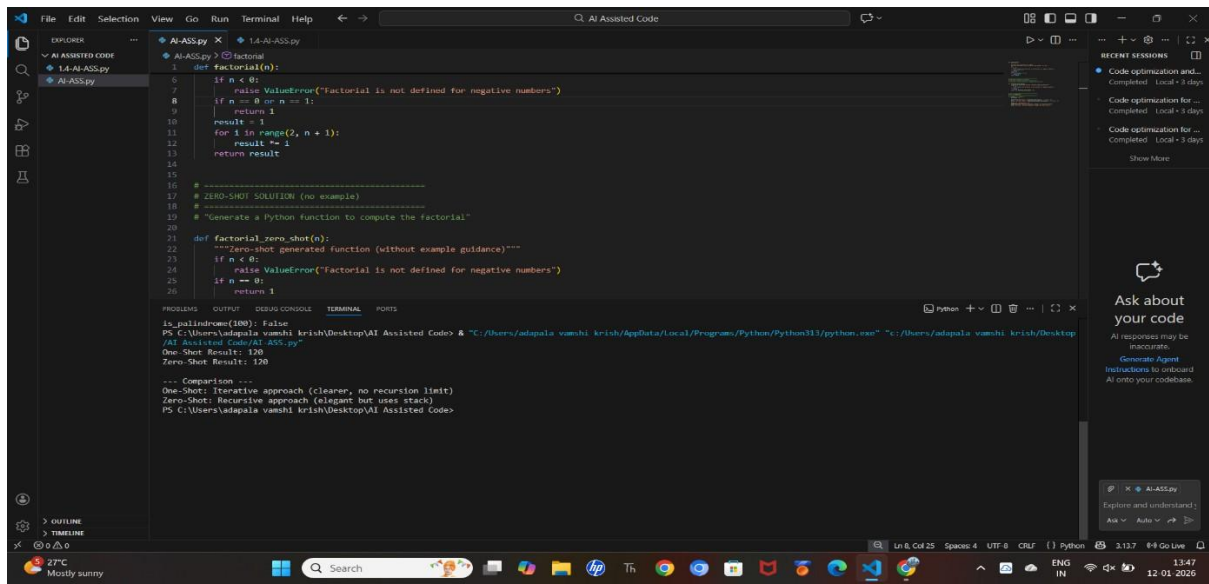 File Edit Selection View Go Run Terminal Help
AI Assisted Code
EXPLORER
AI ASSISTED CODE
1.4-AI-ASS.py
AI-ASS.py
OUTLINE
TIMELINE
AI-ASS.py
1.4-AI-ASS.py
AI-ASS.py > factorial
1 def factorial(n):
6 if n < 0:
7 raise ValueError("Factorial is not defined for negative numbers")
8 if n == 0 or n == 1:
9 return 1
10 result = 1
11 for i in range(2, n + 1):
12 result *= i
13 return result
14
15
16 # ============================================
17 # ZERO-SHOT SOLUTION (no example)
18 # ============================================
19 # "Generate a Python function to compute the factorial"
20
21 def factorial_zero_shot(n):
22 """Zero-shot generated function (without example guidance)"""
23 if n < 0:
24 raise ValueError("Factorial is not defined for negative numbers")
25 if n == 0:
26 return 1
PROBLEMS OUTPUT DEBUG CONSOLE TERMINAL PORTS
Python
is_palindrome(100): False
PS C:\Users\adapala vamshi krish\Desktop\AI Assisted Code> & "C:/Users/adapala vamshi krish/AppData/Local/Programs/Python/Python313/python.exe" "c:/Users/adapala vamshi krish/Desktop
/AI Assisted Code/AI-ASS.py"
One-Shot Result: 120
Zero-Shot Result: 120
--- Comparison ---
One-Shot: Iterative approach (clearer, no recursion limit)
Zero-Shot: Recursive approach (elegant but uses stack)
PS C:\Users\adapala vamshi krish\Desktop\AI Assisted Code>
RECENT SESSIONS
Code optimization and...
Completed Local • 3 days
Code optimization for ...
Completed Local • 3 days
Code optimization for ...
Completed Local • 3 days
Show More
Ask about
your code
AI responses may be
inaccurate.
Generate Agent
Instructions to onboard
AI onto your codebase.
AI-ASS.py
Explore and understand
Ask Auto
0 0
Ln 8, Col 25 Spaces: 4 UTF-8 CRLF {} Python 3.13.7 Go Live
27°C
Mostly sunny
Search
ENG
IN
13:47
12-01-2026